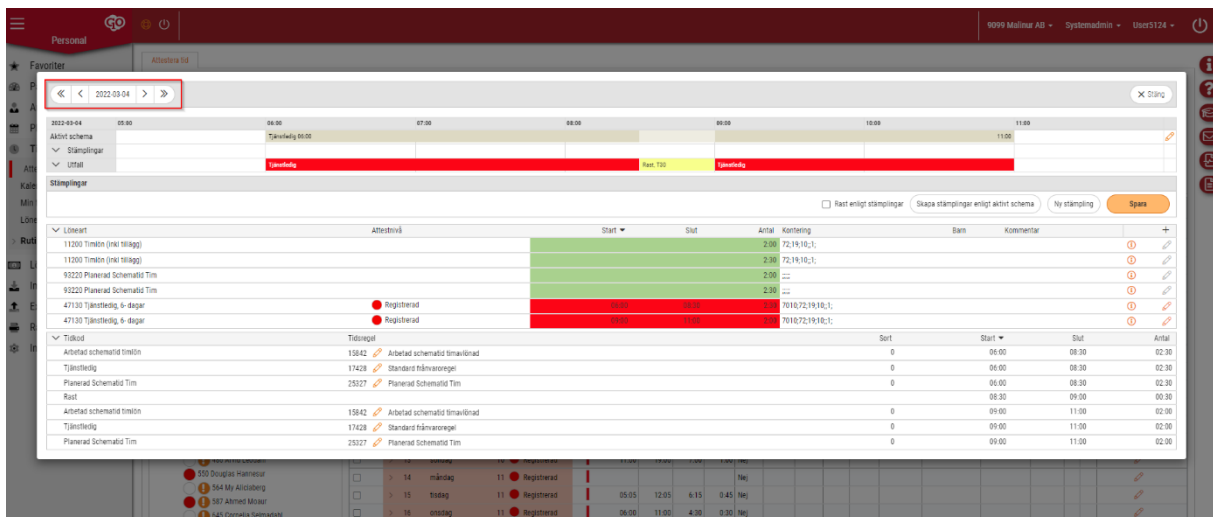 GO
Personal
9099 Malinur AB Systemadmin User5124
Favoriter
Attestera tid
2022-03-04
Stäng
2022-03-04 05:00 06:00 07:00 08:00 09:00 10:00 11:00
Aktivt schema Tjänstledig 06:00 11:00
Stämplingar
Utfall Tjänstledig Rast, T30 Tjänstledig
Stämplingar
Rast enligt stämplingar Skapa stämplingar enligt aktivt schema Ny stämpling Spara
Löneart Attestnivå Start Slut Antal Kontering Barn Kommentar
11200 Timlön (inkl tillägg) 2:00 72;19;10;;1;
11200 Timlön (inkl tillägg) 2:30 72;19;10;;1;
93220 Planerad Schematid Tim 2:00
93220 Planerad Schematid Tim 2:30
47130 Tjänstledig, 6- dagar Registrerad 7010;72;19;10;;1;
47130 Tjänstledig, 6- dagar Registrerad 11:00 7010;72;19;10;;1;
Tidkod Tidsregel Sort Start Slut Antal
Arbetad schematid timlön 15842 Arbetad schematid timavlönad 0 06:00 08:30 02:30
Tjänstledig 17428 Standard frånvaroregel 0 06:00 08:30 02:30
Planerad Schematid Tim 25327 Planerad Schematid Tim 0 06:00 08:30 02:30
Rast 08:30 09:00 00:30
Arbetad schematid timlön 15842 Arbetad schematid timavlönad 0 09:00 11:00 02:00
Tjänstledig 17428 Standard frånvaroregel 0 09:00 11:00 02:00
Planerad Schematid Tim 25327 Planerad Schematid Tim 0 09:00 11:00 02:00
550 Douglas Hannesur 14 måndag Nej
564 My Aliciaberg
587 Ahmed Mojaur 15 tisdag 11 Registrerad 05:05 12:05 6:15 0:45 Nej
16 onsdag 11 Registrerad 06:00 11:00 4:30 0:30 Nej